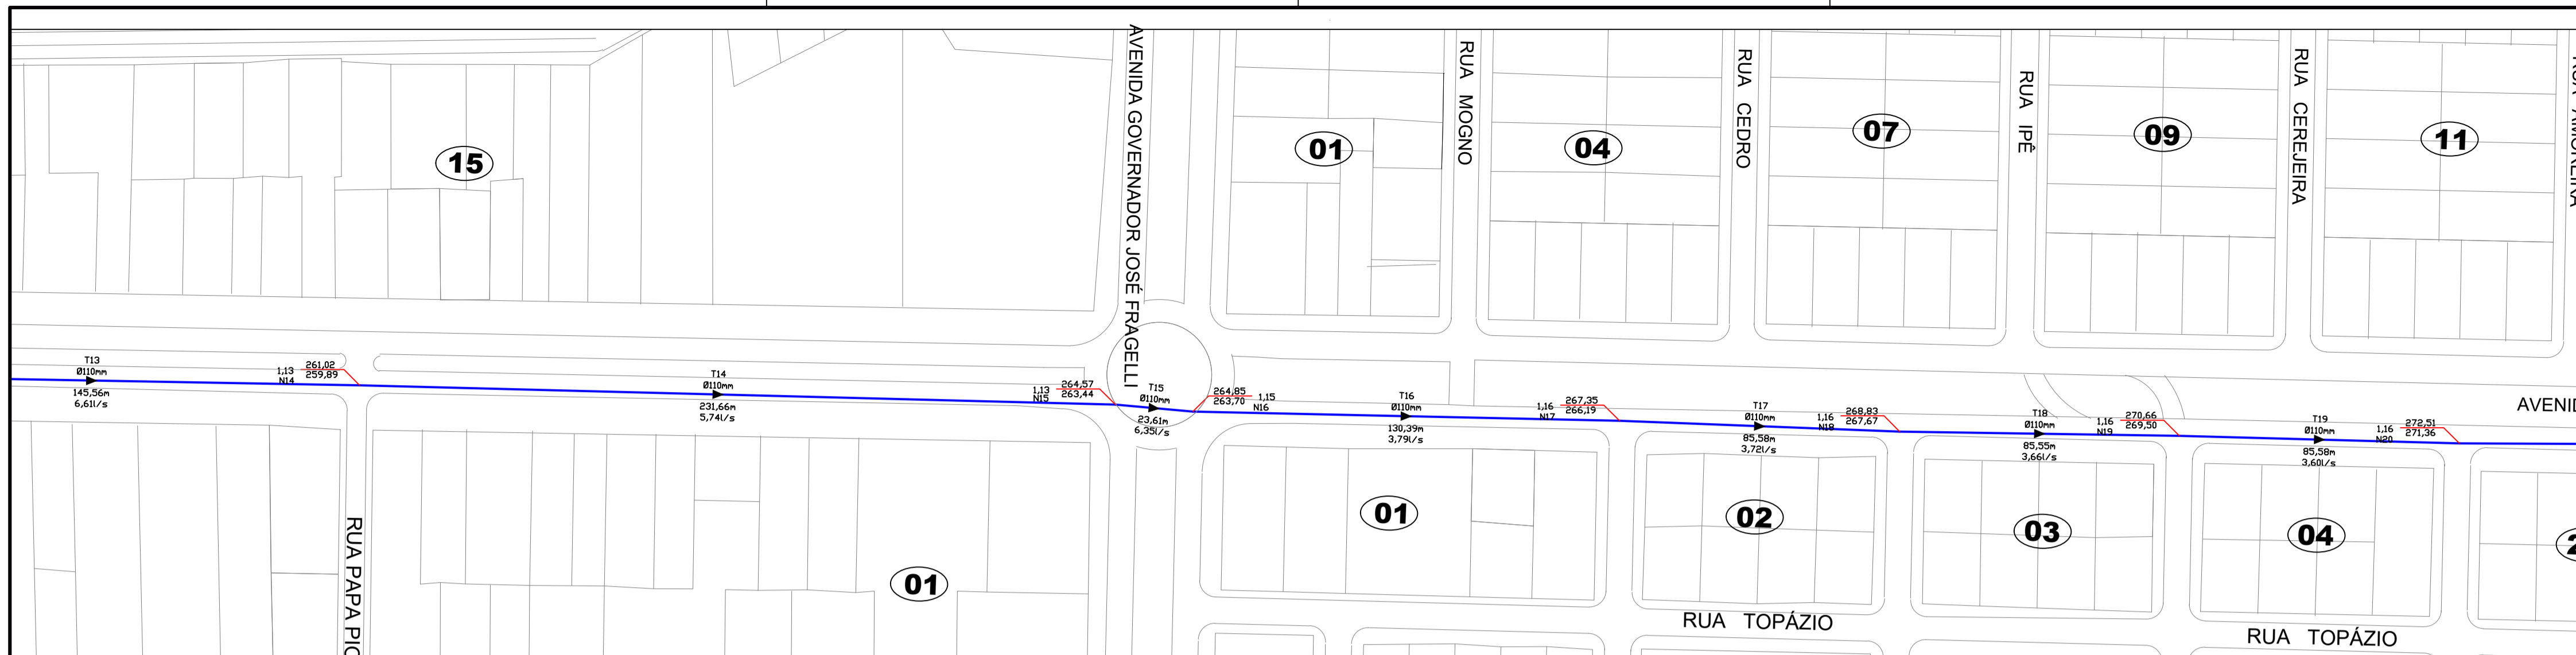 AVENIDA GOVERNADOR JOSÉ FRAGELLI
RUA MOGNO
RUA CEDRO
RUA IPÊ
RUA CEREJEIRA
RUA AMOREIRA
15
01
04
07
09
11
T13
Ø110mm
145,56m
6,61l/s
1,13
N14
261,02
259,89
T14
Ø110mm
231,66m
5,74l/s
1,13
N15
264,57
263,44
T15
Ø110mm
23,61m
6,35l/s
264,85
263,70
1,15
N16
T16
Ø110mm
130,39m
3,79l/s
1,16
N17
267,35
266,19
T17
Ø110mm
85,58m
3,72l/s
1,16
N18
268,83
267,67
T18
Ø110mm
85,55m
3,66l/s
1,16
N19
270,66
269,50
T19
Ø110mm
85,58m
3,60l/s
1,16
N20
272,51
271,36
AVENI
RUA PAPA PIO
01
01
02
03
04
2
RUA TOPÁZIO
RUA TOPÁZIO